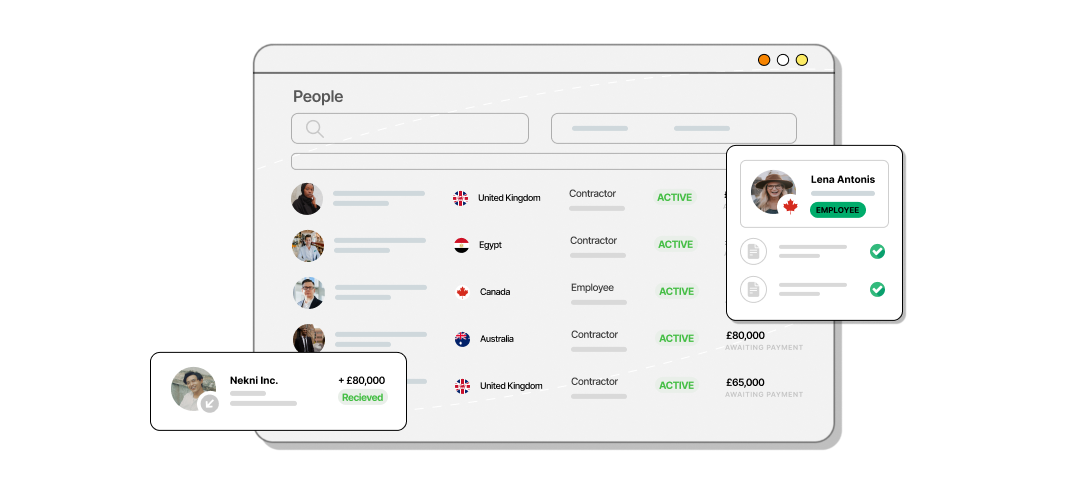 People
United Kingdom Contractor ACTIVE
Egypt Contractor ACTIVE
Canada Employee ACTIVE
Australia Contractor ACTIVE £80,000
AWAITING PAYMENT
United Kingdom Contractor ACTIVE £65,000
AWAITING PAYMENT
Lena Antonis
EMPLOYEE
Nekni Inc. + £80,000
Recieved